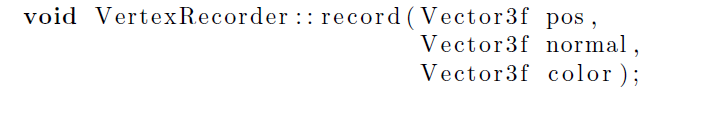 void VertexRecorder::record(Vector3f pos,
Vector3f normal,
Vector3f color);